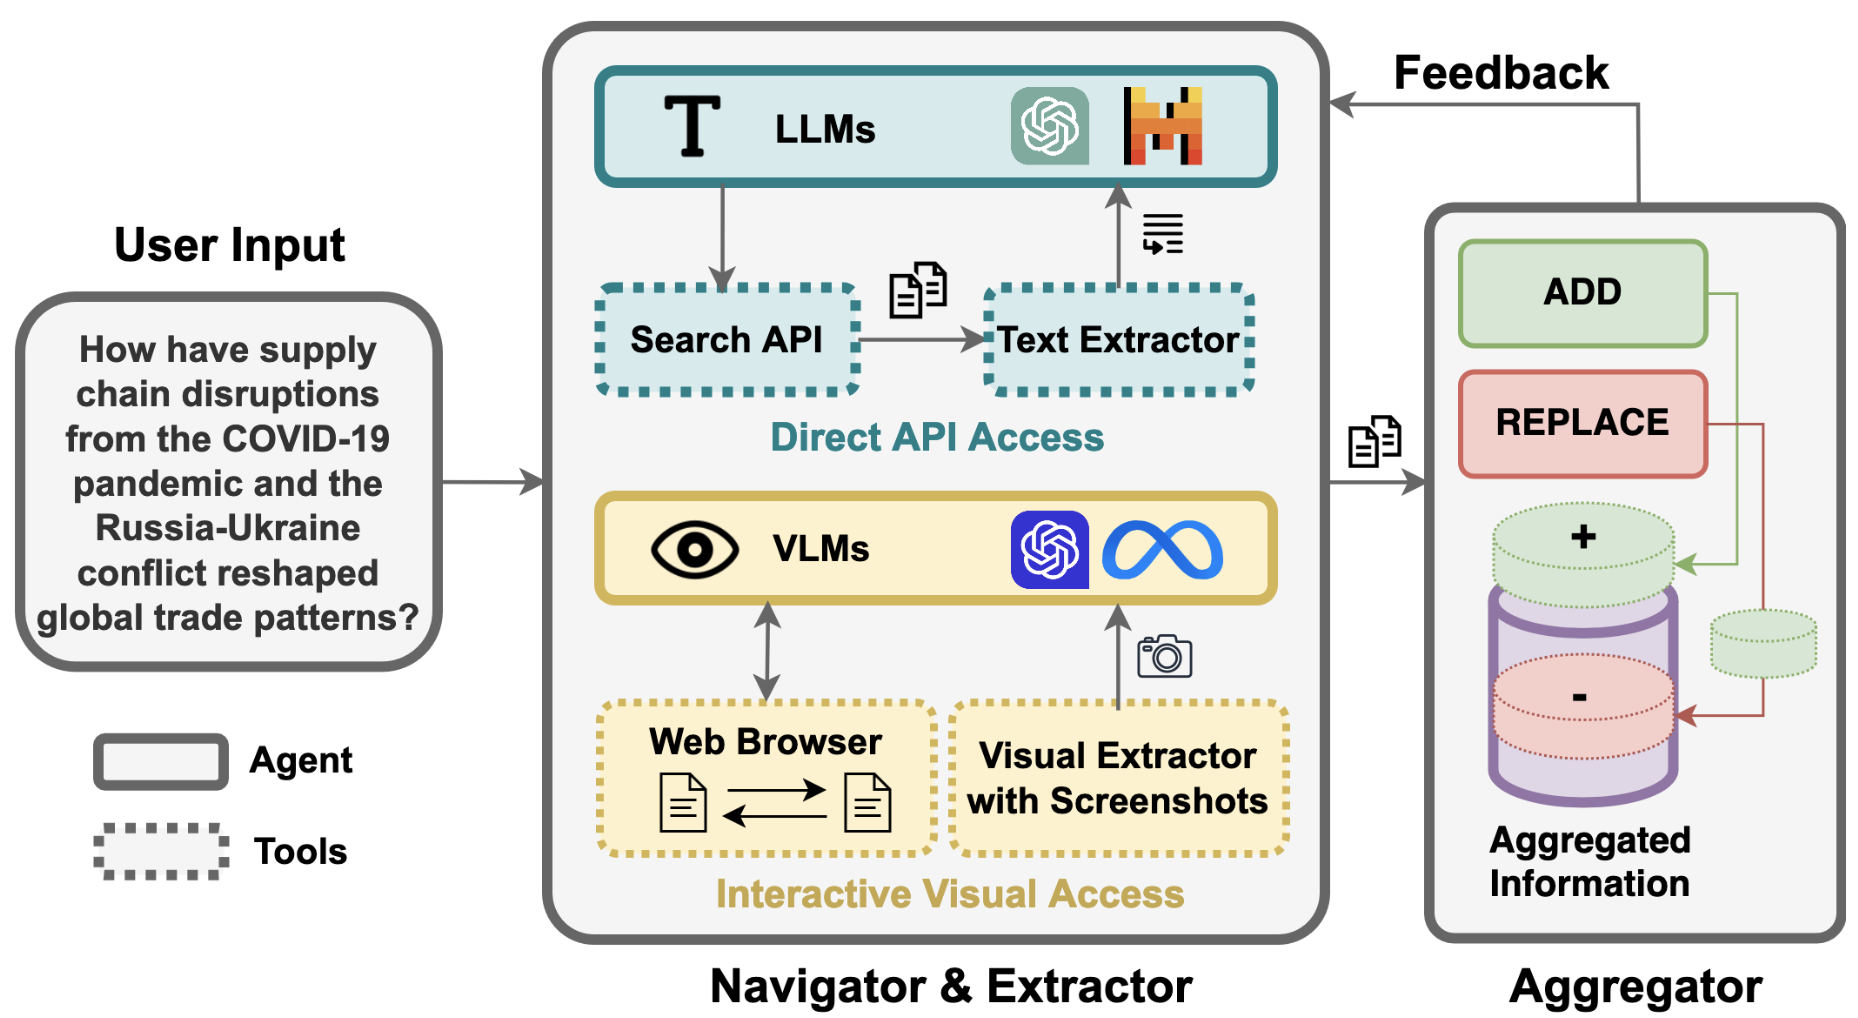 User Input
How have supply
chain disruptions
from the COVID-19
pandemic and the
Russia-Ukraine
conflict reshaped
global trade patterns?
Agent
Tools
LLMs
Search API
Text Extractor
Direct API Access
VLMs
Web Browser
Visual Extractor
with Screenshots
Interactive Visual Access
Navigator & Extractor
Feedback
ADD
REPLACE
+
-
Aggregated
Information
Aggregator